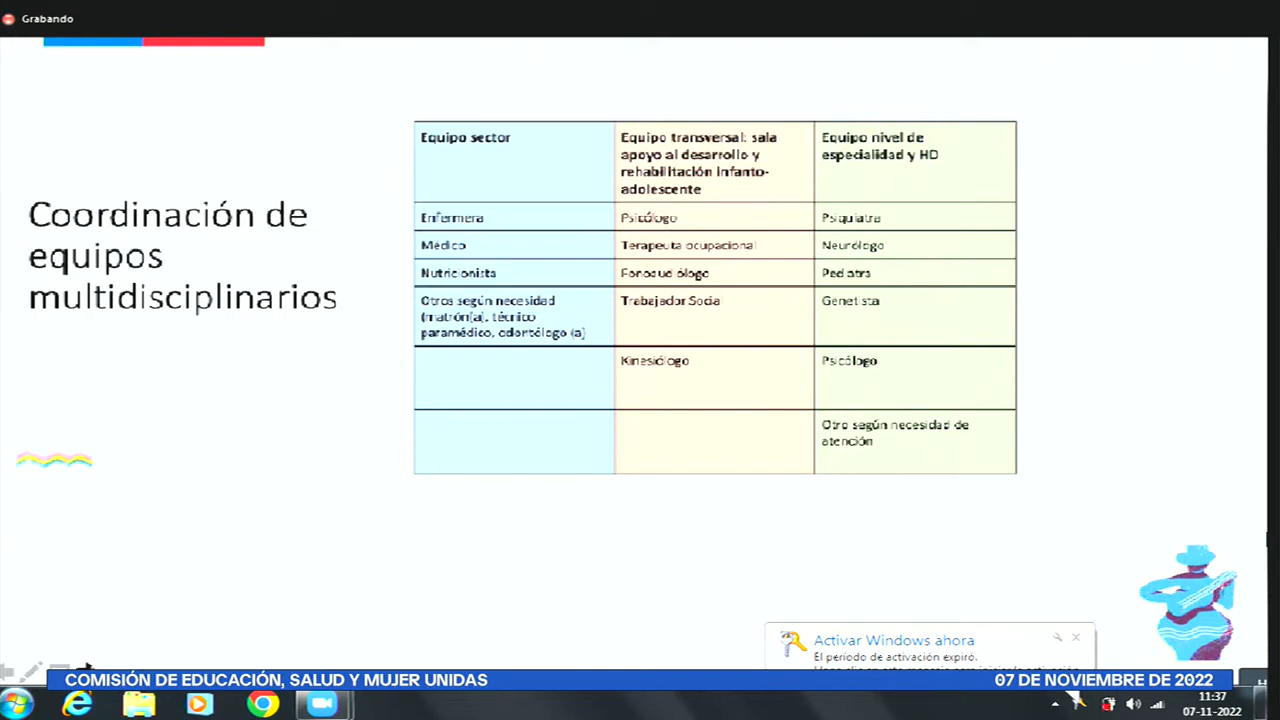 Grabando
Coordinación de
equipos
multidisciplinarios
Equipo sector
Equipo transversal: sala
apoyo al desarrollo y
rehabilitación infanto-
adolescente
Equipo nivel de
especialidad y HD
Enfermera
Psicólogo
Psiquiatra
Médico
Terapeuta ocupacional
Neurólogo
Nutricionista
Fonoaudiólogo
Pediatra
Otros según necesidad
(matrón(a), técnico
paramédico, odontólogo (a)
Trabajador Social
Genetista
Kinesiólogo
Psicólogo
Otro según necesidad de
atención
Activar Windows ahora
El período de activación expiró.
COMISIÓN DE EDUCACIÓN, SALUD Y MUJER UNIDAS
07 DE NOVIEMBRE DE 2022
11:37
07-11-2022